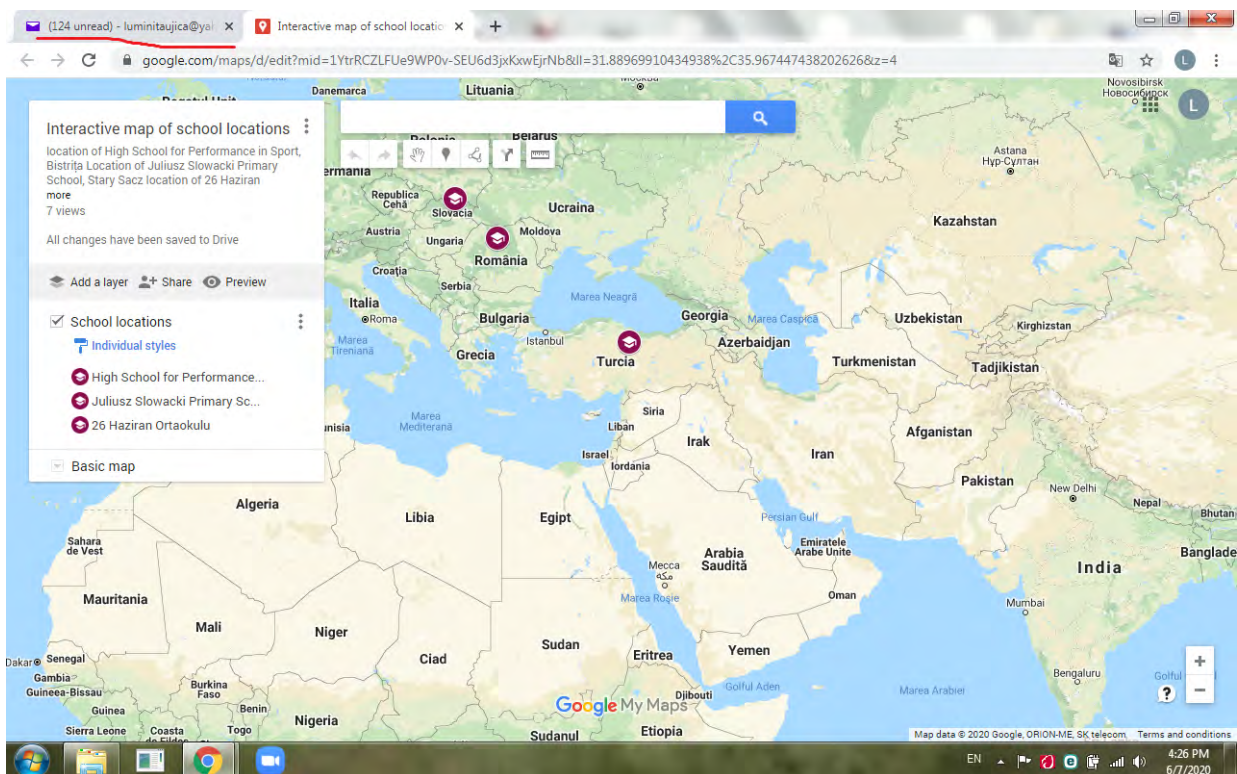 (124 unread) - luminitaujica@ya
Interactive map of school locatio
google.com/maps/d/edit?mid=1YtrRCZLFUe9WP0v-SEU6d3jxKxwEjrNb&ll=31.88969910434938%2C35.967447438202626&z=4
L
Interactive map of school locations
location of High School for Performance in Sport,
Bistrița Location of Juliusz Slowacki Primary
School, Stary Sacz location of 26 Haziran
more
7 views
All changes have been saved to Drive
Add a layer Share Preview
School locations
Individual styles
High School for Performance...
Juliusz Slowacki Primary Sc...
26 Haziran Ortaokulu
Basic map
Danemarca
Lituania
Belarus
Novosibirsk
Новосибирск
L
Astana
Нұр-Сұлтан
Republica
Cehă
Slovacia
Ucraina
Kazahstan
Austria
Ungaria
Moldova
România
Croația
Serbia
Italia
Roma
Bulgaria
Marea Neagră
Georgia
Marea Caspică
Uzbekistan
Kirghizstan
Marea
Tireniană
Grecia
Istanbul
Turcia
Azerbaidjan
Turkmenistan
Tadjikistan
Marea
Mediterană
Siria
Liban
Irak
Iran
Afganistan
Israel
Iordania
Pakistan
New Delhi
Nepal
Bhutan
Algeria
Libia
Egipt
Persian Gulf
Sahara
de Vest
Emiratele
Arabe Unite
Arabia
Saudită
Mecca
مكة
India
Banglade
Mauritania
Marea Roșie
Oman
Mumbai
Mali
Niger
Ciad
Sudan
Eritrea
Yemen
Dakar
Senegal
Gambia
Guineea-Bissau
Burkina
Faso
Djibouti
Golful Aden
Marea Arabiei
Bengaluru
Golful
Guinea
Benin
Nigeria
Google My Maps
Sierra Leone
Coasta
Togo
Sudanul
Etiopia
Map data © 2020 Google, ORION-ME, SK telecom Terms and conditions
EN
4:26 PM
6/7/2020